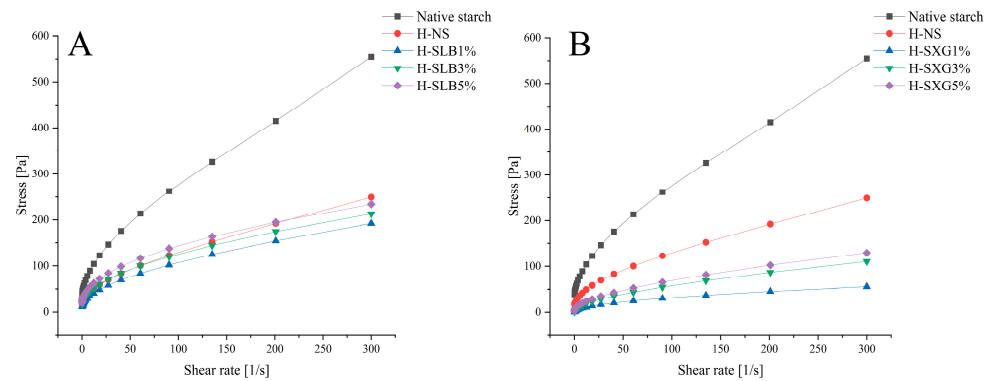 A
Native starch
H-NS
H-SLB1%
H-SLB3%
H-SLB5%
Stress [Pa]
600
500
400
300
200
100
0
0 50 100 150 200 250 300
Shear rate [1/s]
B
Native starch
H-NS
H-SXG1%
H-SXG3%
H-SXG5%
Stress [Pa]
600
500
400
300
200
100
0
0 50 100 150 200 250 300
Shear rate [1/s]